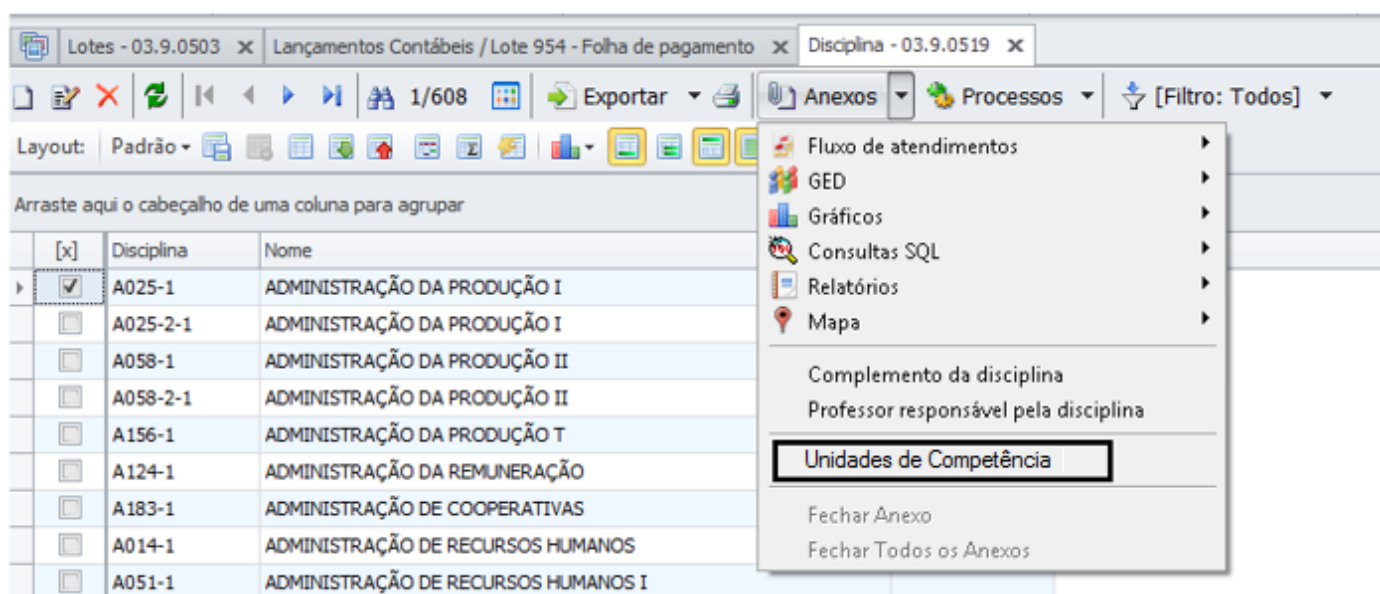 Lotes - 03.9.0503 x Lançamentos Contábeis / Lote 954 - Folha de pagamento x Disciplina - 03.9.0519 x
1/608 Exportar Anexos Processos [Filtro: Todos]
Layout: Padrão
Arraste aqui o cabeçalho de uma coluna para agrupar
[x] Disciplina Nome
A025-1 ADMINISTRAÇÃO DA PRODUÇÃO I
A025-2-1 ADMINISTRAÇÃO DA PRODUÇÃO I
A058-1 ADMINISTRAÇÃO DA PRODUÇÃO II
A058-2-1 ADMINISTRAÇÃO DA PRODUÇÃO II
A156-1 ADMINISTRAÇÃO DA PRODUÇÃO T
A124-1 ADMINISTRAÇÃO DA REMUNERAÇÃO
A183-1 ADMINISTRAÇÃO DE COOPERATIVAS
A014-1 ADMINISTRAÇÃO DE RECURSOS HUMANOS
A051-1 ADMINISTRAÇÃO DE RECURSOS HUMANOS I
Fluxo de atendimentos
GED
Gráficos
Consultas SQL
Relatórios
Mapa
Complemento da disciplina
Professor responsável pela disciplina
Unidades de Competência
Fechar Anexo
Fechar Todos os Anexos